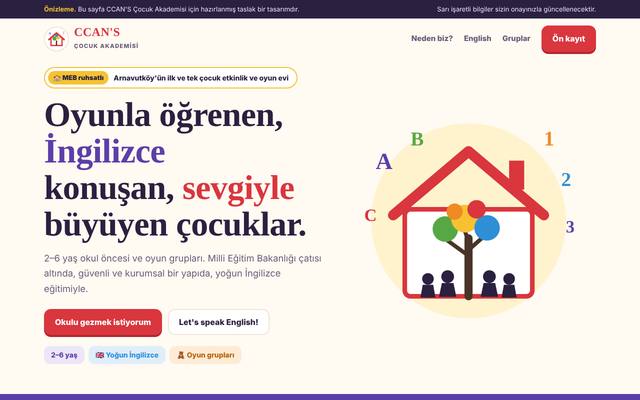 Önizleme. Bu sayfa CCAN'S Çocuk Akademisi için hazırlanmış taslak bir tasarımdır.
Sarı işaretli bilgiler sizin onayınızla güncellenecektir.
CCAN'S
ÇOCUK AKADEMİSİ
Neden biz?
English
Gruplar
Ön kayıt
MEB ruhsatlı
Arnavutköy'ün ilk ve tek çocuk etkinlik ve oyun evi
Oyunla öğrenen,
İngilizce
konuşan, sevgiyle
büyüyen çocuklar.
2–6 yaş okul öncesi ve oyun grupları. Milli Eğitim Bakanlığı çatısı
altında, güvenli ve kurumsal bir yapıda, yoğun İngilizce
eğitimiyle.
Okulu gezmek istiyorum
Let's speak English!
2–6 yaş
Yoğun İngilizce
Oyun grupları
A
B
C
1
2
3